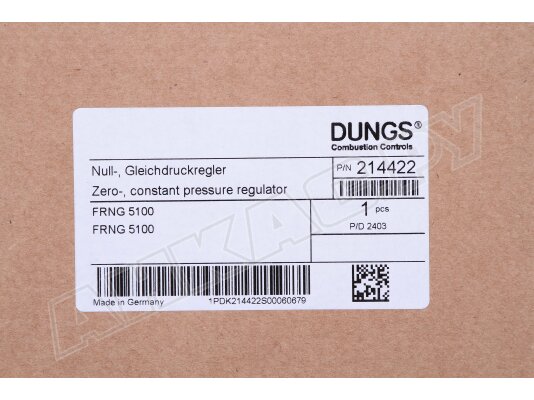 DUNGS®
Combustion Controls
Null-, Gleichdruckregler
Zero-, constant pressure regulator
P/N 214422
FRNG 5100
FRNG 5100
1 pcs
P/D 2403
Made in Germany
1PDK214422S00060679